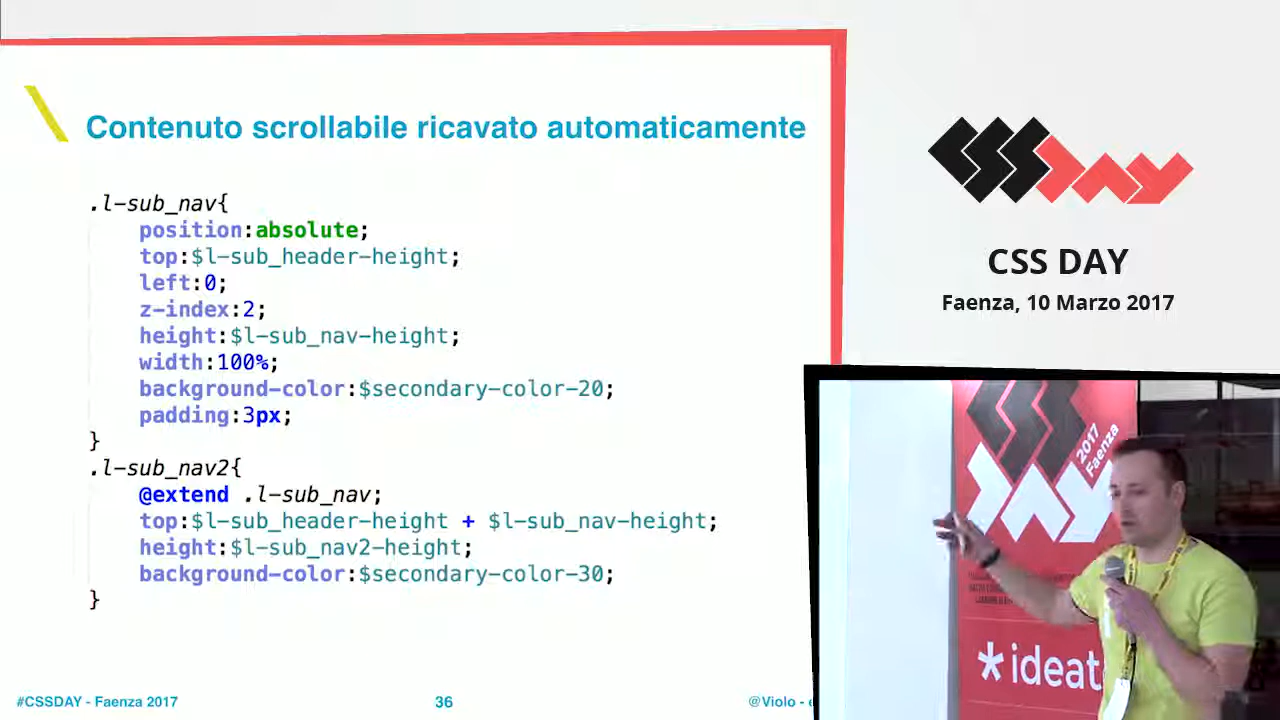 Contenuto scrollabile ricavato automaticamente
.l-sub_nav{
position:absolute;
top:$l-sub_header-height;
left:0;
z-index:2;
height:$l-sub_nav-height;
width:100%;
background-color:$secondary-color-20;
padding:3px;
}
.l-sub_nav2{
@extend .l-sub_nav;
top:$l-sub_header-height + $l-sub_nav-height;
height:$l-sub_nav2-height;
background-color:$secondary-color-30;
}
#CSSDAY - Faenza 2017
36
@Violo -
CSSDAY
CSS DAY
Faenza, 10 Marzo 2017
2017
Faenza
DAY
*ideat